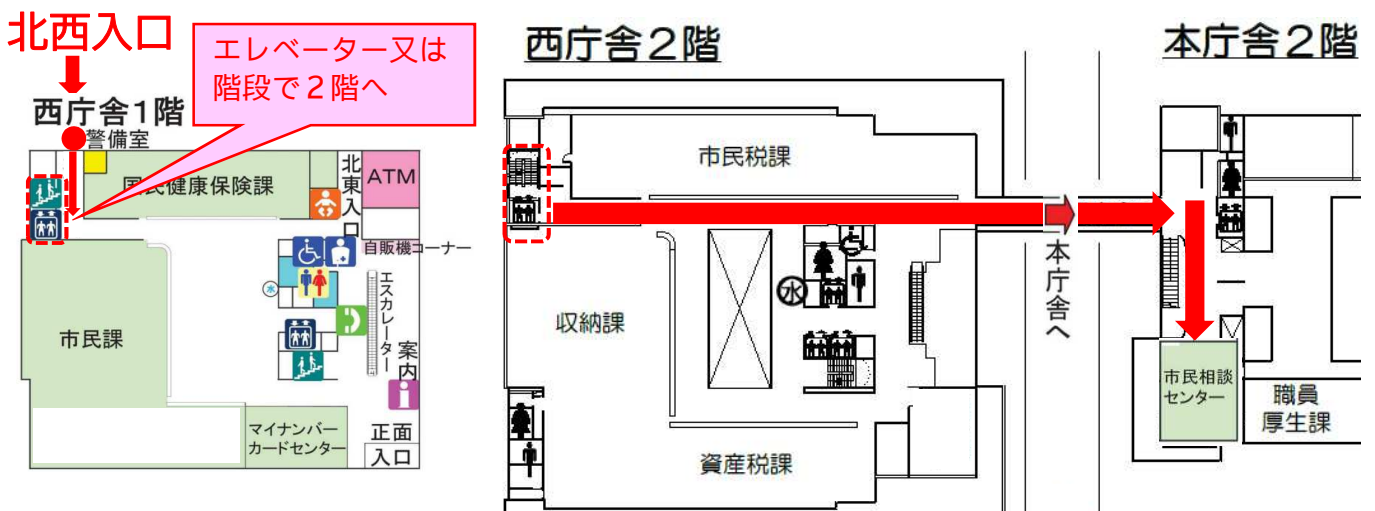 北西入口
エレベーター又は
階段で２階へ
西庁舎1階
警備室
国民健康保険課
北東入口
ATM
自販機コーナー
水
エスカレーター
市民課
案内
マイナンバー
カードセンター
正面
入口
西庁舎２階
市民税課
収納課
水
資産税課
本庁舎へ
本庁舎２階
市民相談
センター
職員
厚生課